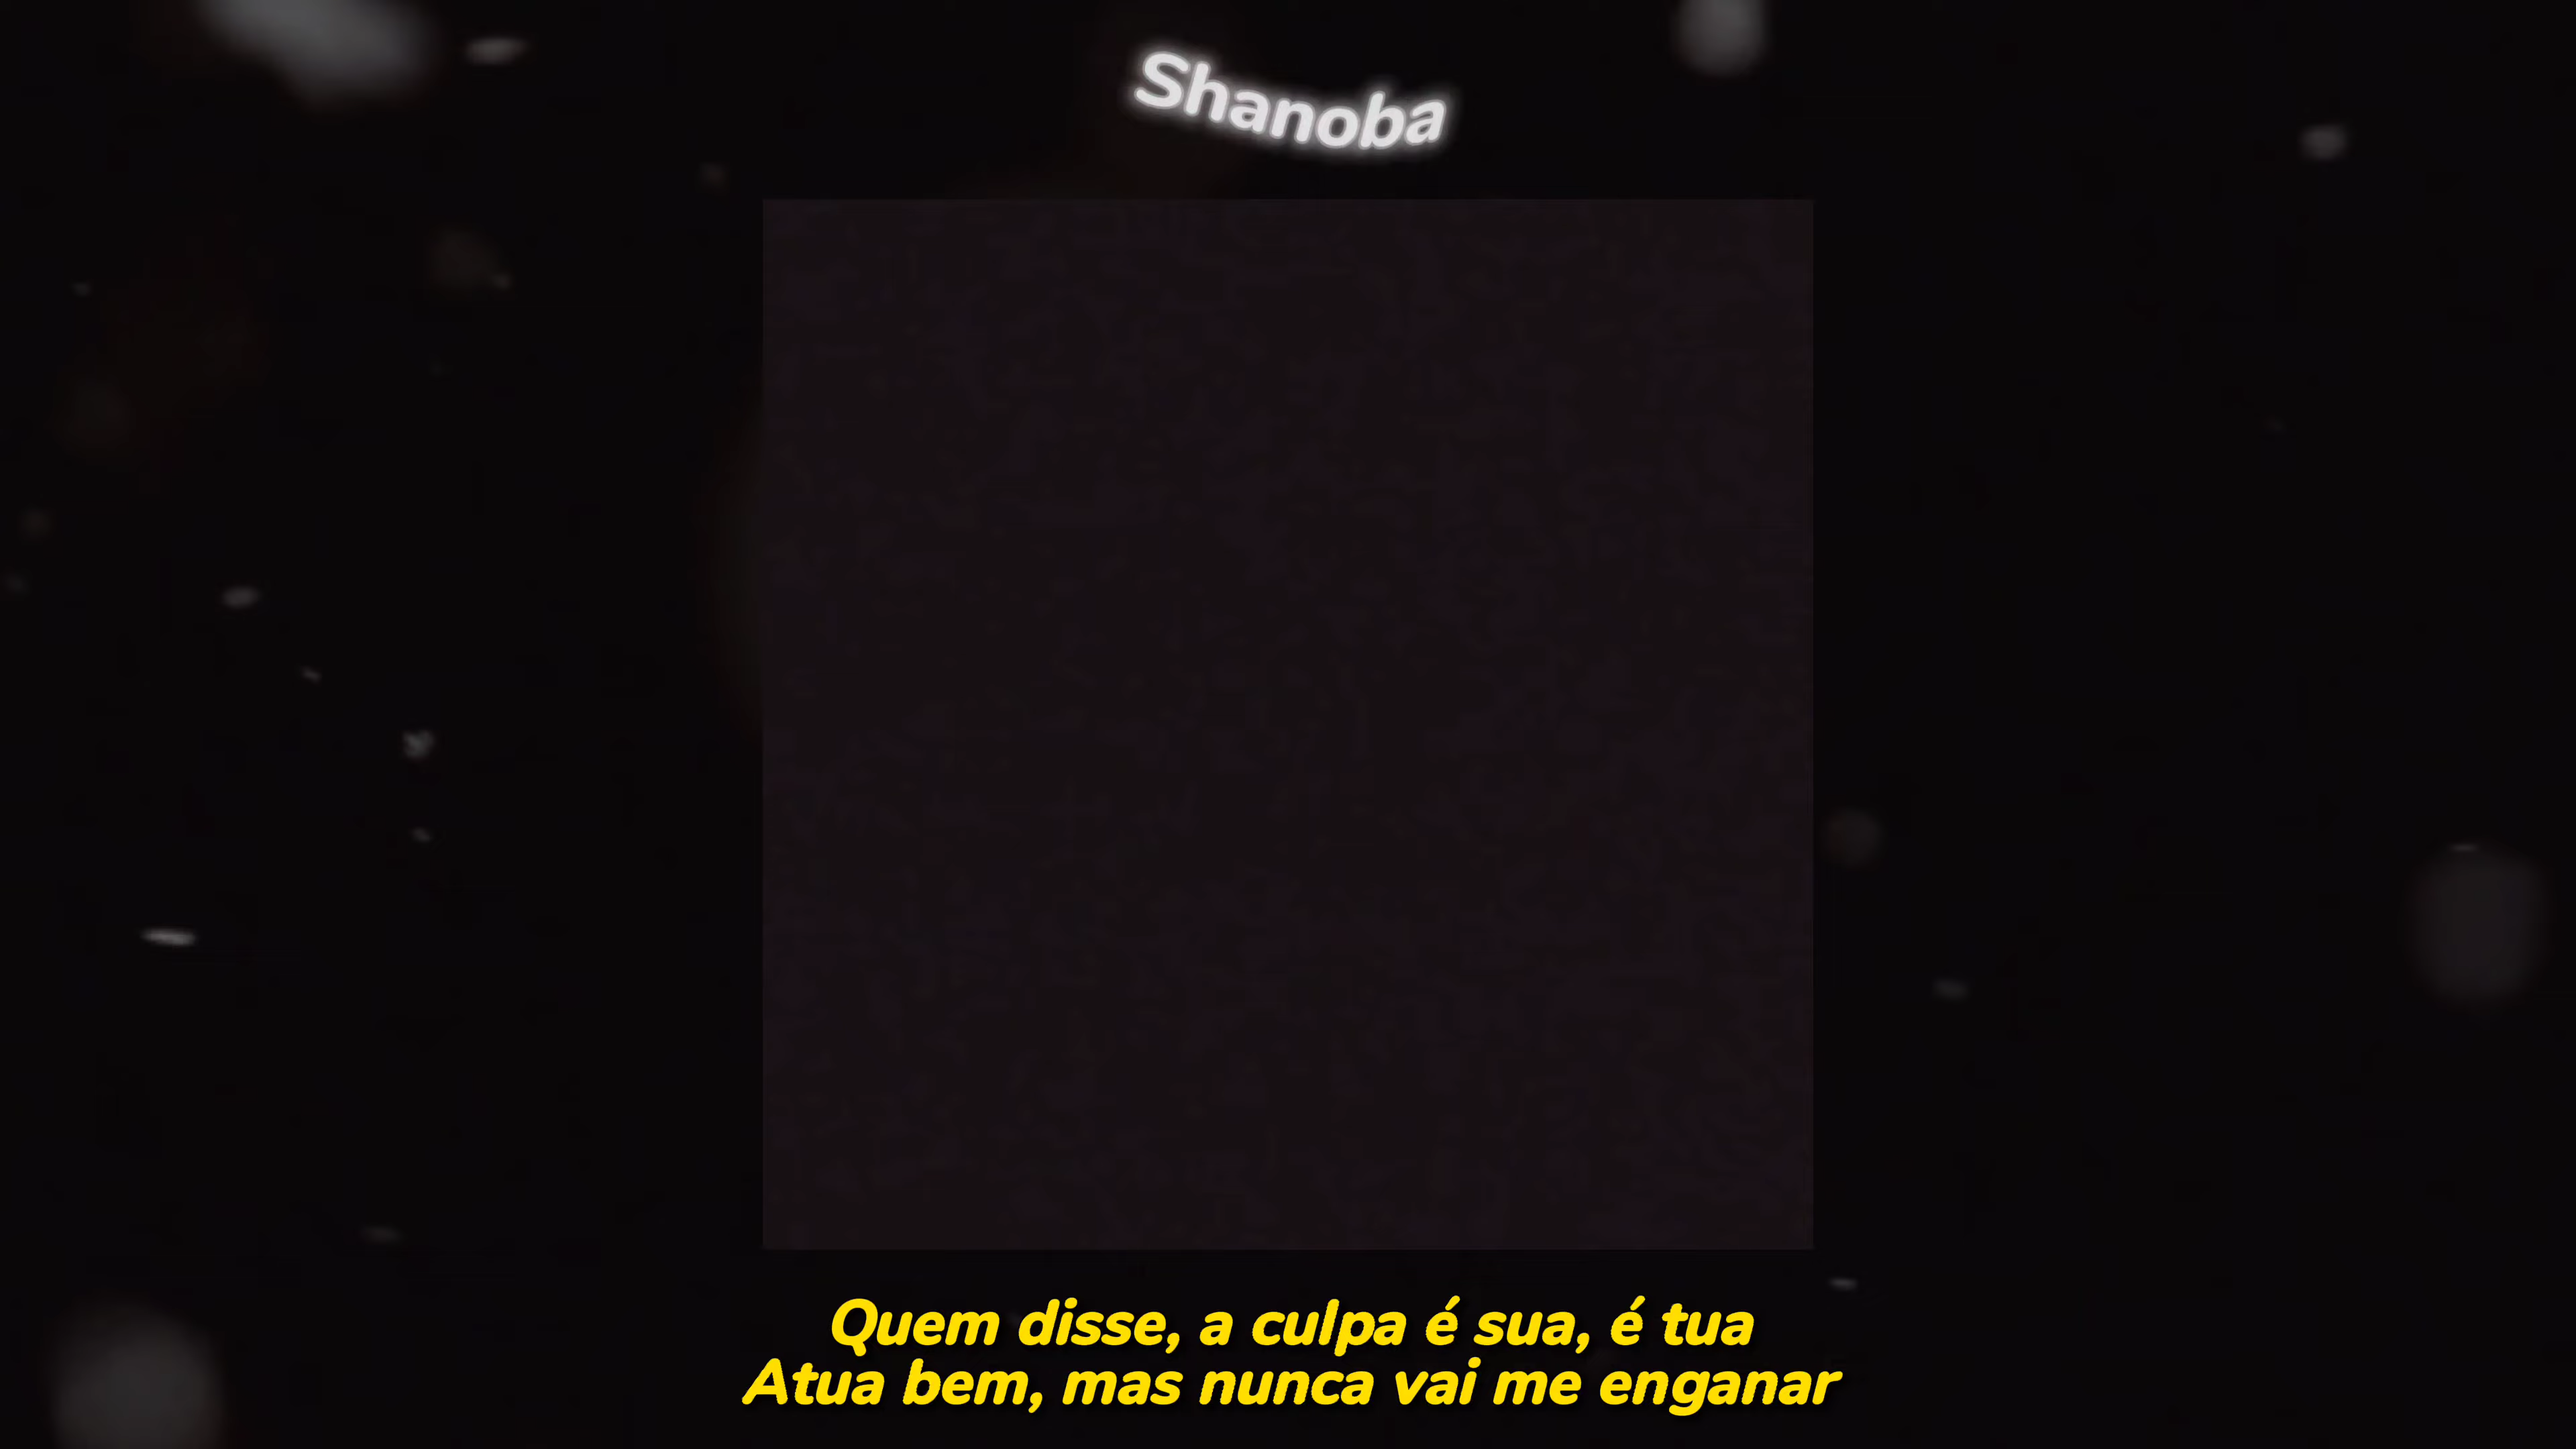 Shanoba
Quem disse, a culpa é sua, é tua
Atua bem, mas nunca vai me enganar